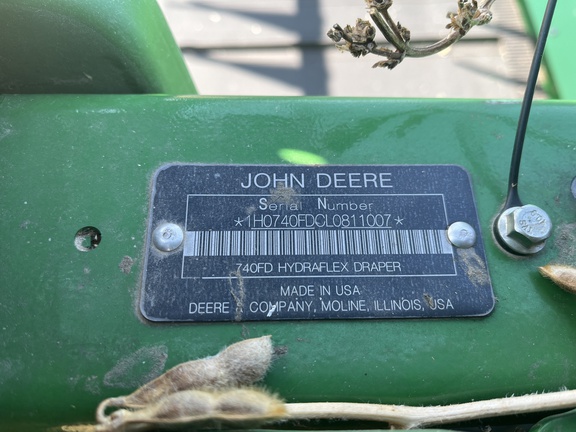 JOHN DEERE
Serial Number
*1H0740FDCL0811007*
740FD HYDRAFLEX DRAPER
MADE IN USA
DEERE & COMPANY, MOLINE, ILLINOIS, USA